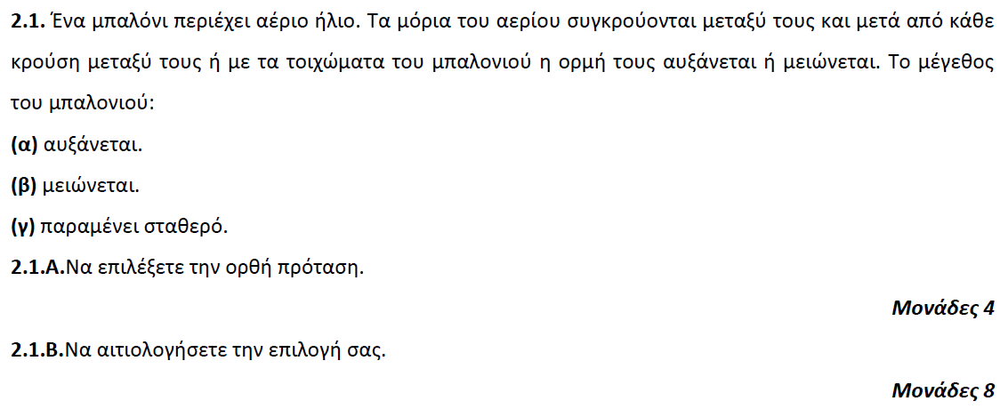 2.1. Ένα μπαλόνι περιέχει αέριο ήλιο. Τα μόρια του αερίου συγκρούονται μεταξύ τους και μετά από κάθε
κρούση μεταξύ τους ή με τα τοιχώματα του μπαλονιού η ορμή τους αυξάνεται ή μειώνεται. Το μέγεθος
του μπαλονιού:
(α) αυξάνεται.
(β) μειώνεται.
(γ) παραμένει σταθερό.
2.1.Α.Να επιλέξετε την ορθή πρόταση.
Μονάδες 4
2.1.Β.Να αιτιολογήσετε την επιλογή σας.
Μονάδες 8